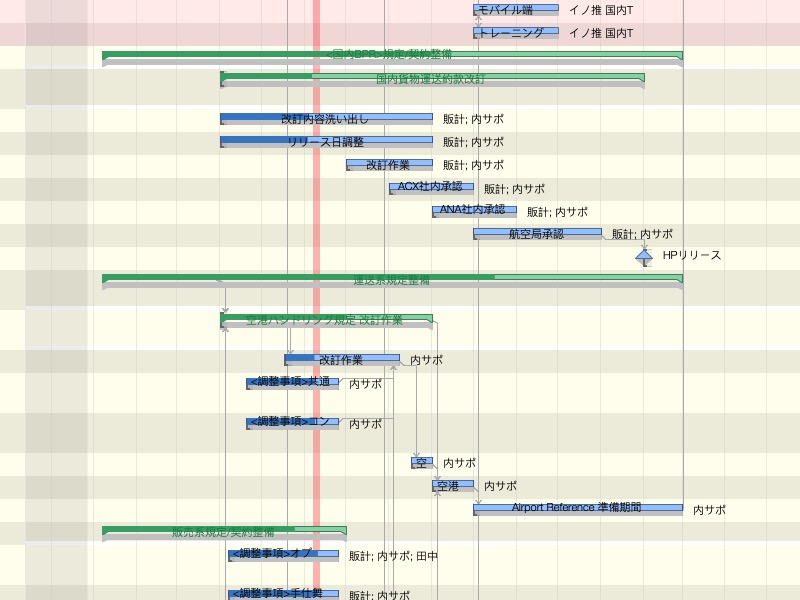 モバイル端 イノ推 国内T
トレーニング イノ推 国内T
<国内BPR>規定/契約整備
国内貨物運送約款改訂
改訂内容洗い出し 販計; 内サポ
リリース日調整 販計; 内サポ
改訂作業 販計; 内サポ
ACX社内承認 販計; 内サポ
ANA社内承認 販計; 内サポ
航空局承認 販計; 内サポ
HPリリース
運送系規定整備
空港ハンドリング規定 改訂作業
改訂作業 内サポ
<調整事項>共通 内サポ
<調整事項>コン 内サポ
空 内サポ
空港 内サポ
Airport Reference 準備期間 内サポ
販売系規定/契約整備
<調整事項>オプ 販計; 内サポ; 田中
<調整事項>手仕舞 販計; 内サポ